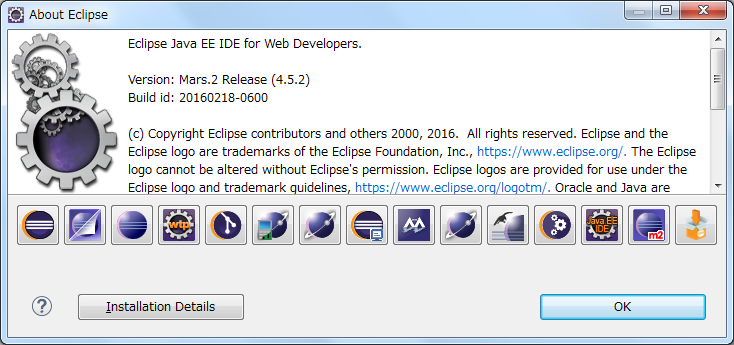 About Eclipse
Eclipse Java EE IDE for Web Developers.
Version: Mars.2 Release (4.5.2)
Build id: 20160218-0600
(c) Copyright Eclipse contributors and others 2000, 2016.  All rights reserved. Eclipse and the
Eclipse logo are trademarks of the Eclipse Foundation, Inc., https://www.eclipse.org/. The Eclipse
logo cannot be altered without Eclipse's permission. Eclipse logos are provided for use under the
Eclipse logo and trademark guidelines, https://www.eclipse.org/logotm/. Oracle and Java are
wtp
Java EE
IDE
m2
?
Installation Details
OK